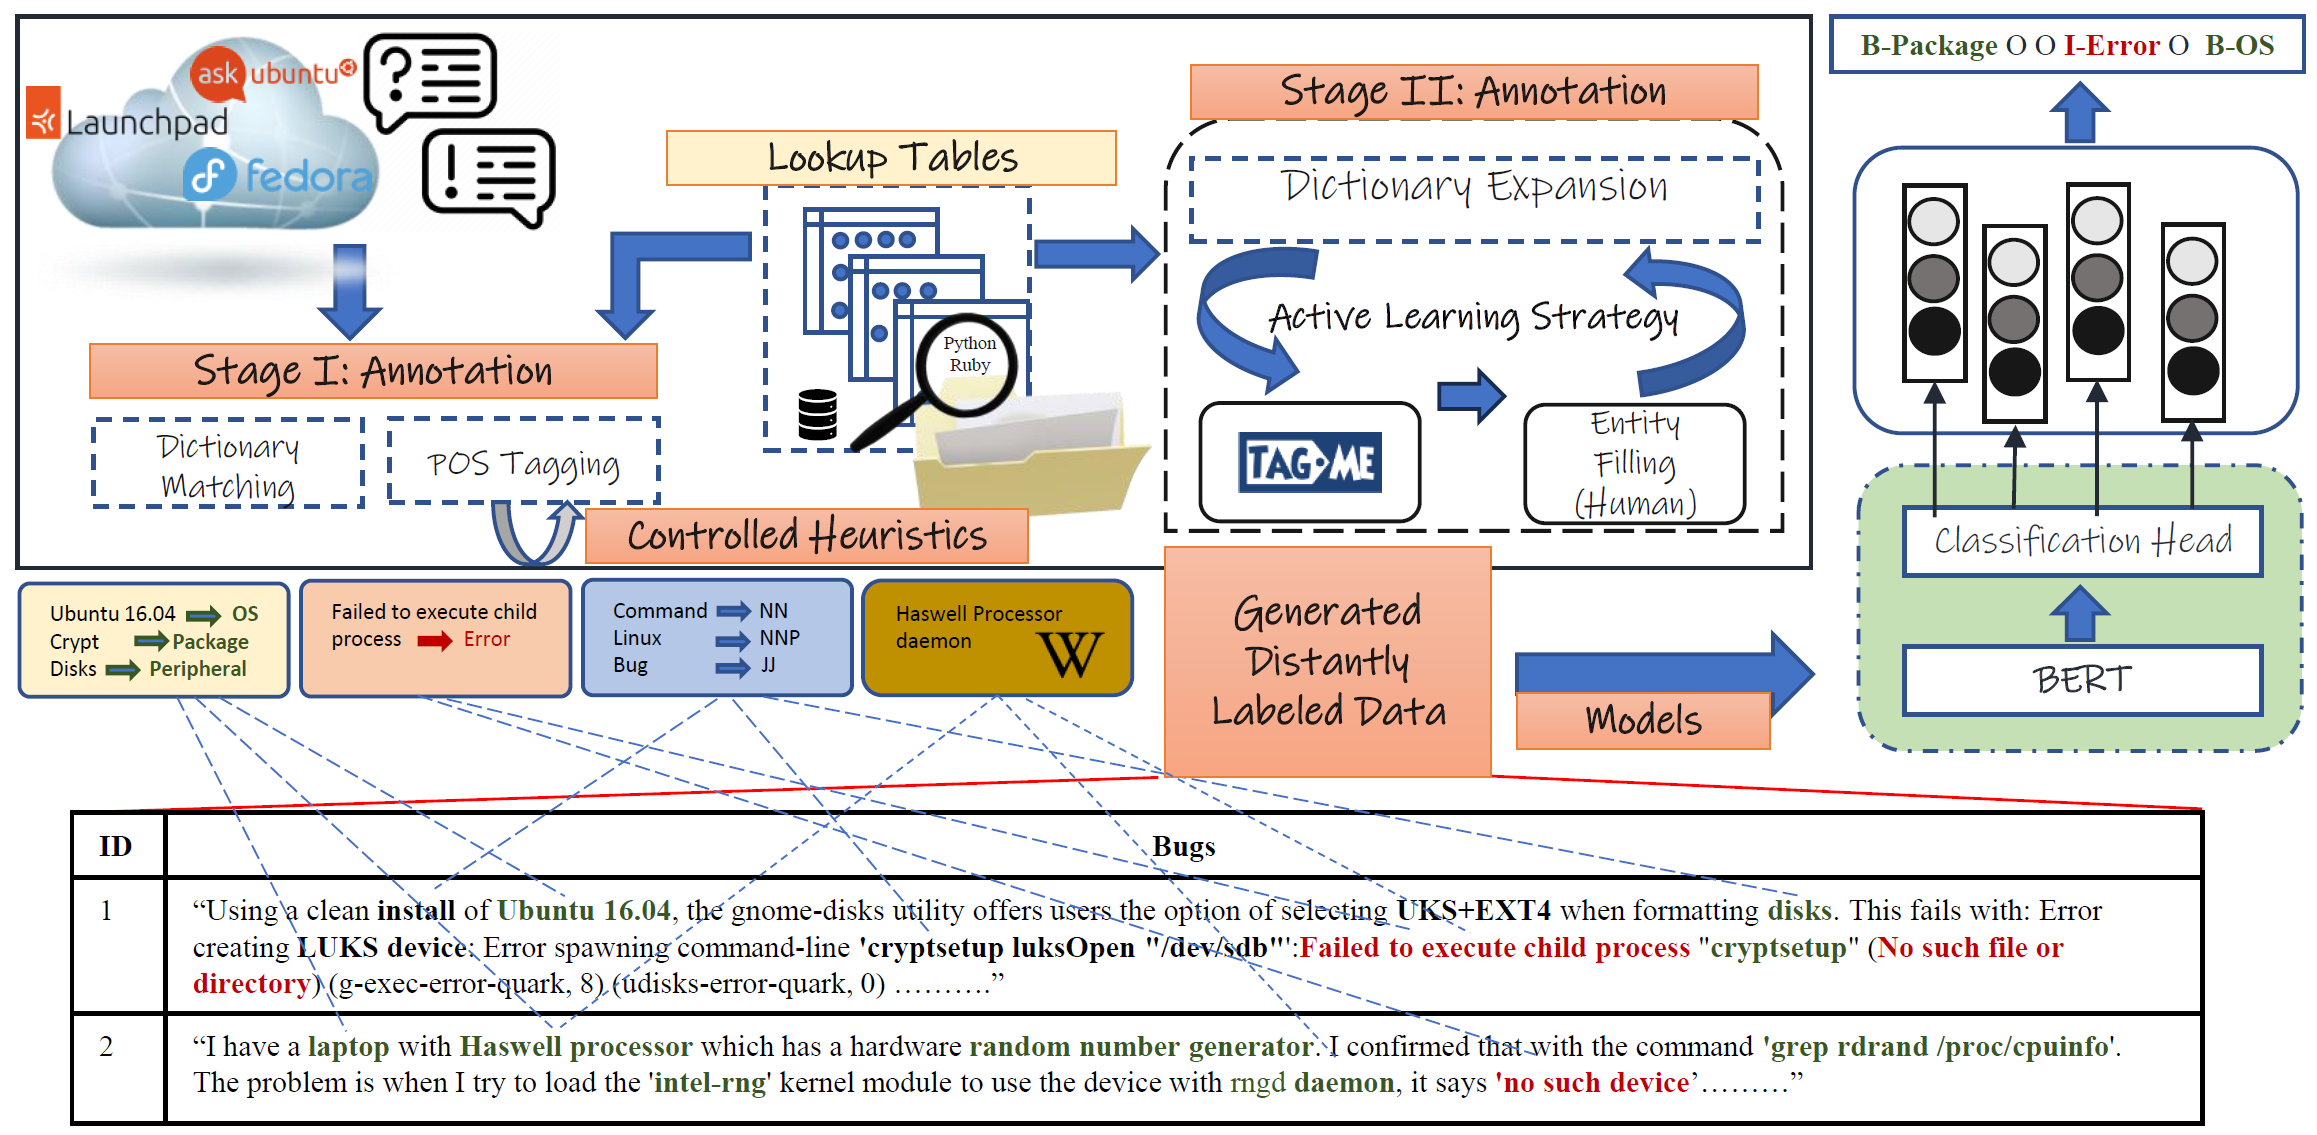 ask ubuntu
Launchpad
fedora
?
!
Lookup Tables
Python
Ruby
Stage I: Annotation
Dictionary
Matching
POS Tagging
Controlled Heuristics
Stage II: Annotation
Dictionary Expansion
Active Learning Strategy
TAG ME
Entity
Filling
(Human)
B-Package O O I-Error O B-OS
Classification Head
BERT
Ubuntu 16.04 OS
Crypt Package
Disks Peripheral
Failed to execute child
process Error
Command NN
Linux NNP
Bug JJ
Haswell Processor
daemon
W
Generated
Distantly
Labeled Data
Models
ID Bugs
1 “Using a clean install of Ubuntu 16.04, the gnome-disks utility offers users the option of selecting UKS+EXT4 when formatting disks. This fails with: Error
creating LUKS device: Error spawning command-line 'cryptsetup luksOpen "/dev/sdb"':Failed to execute child process "cryptsetup" (No such file or
directory) (g-exec-error-quark, 8) (udisks-error-quark, 0) ……….”
2 “I have a laptop with Haswell processor which has a hardware random number generator. I confirmed that with the command 'grep rdrand /proc/cpuinfo'.
The problem is when I try to load the 'intel-rng' kernel module to use the device with rngd daemon, it says 'no such device’………”